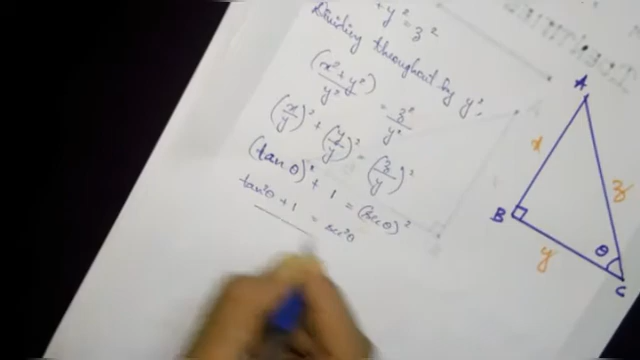 + y² = z²
Dividing throughout by y²,
(x² + y²)/y² = z²/y²
(x/y)² + (y/y)² = (z/y)²
(tan θ)² + 1 = (sec θ)²
tan²θ + 1 = sec²θ
A
x
z
B
y
θ
C